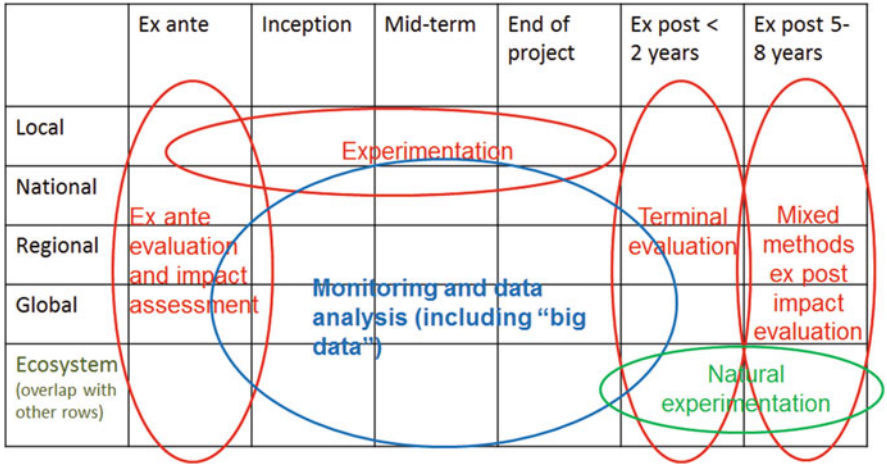 Ex ante
Inception
Mid-term
End of
project
Ex post <
2 years
Ex post 5-
8 years
Local
Experimentation
National
Regional
Global
Ex ante
evaluation
and impact
assessment
Terminal
evaluation
Mixed
methods
ex post
impact
evaluation
Monitoring and data
analysis (including “big
data”)
Ecosystem
(overlap with
other rows)
Natural
experimentation